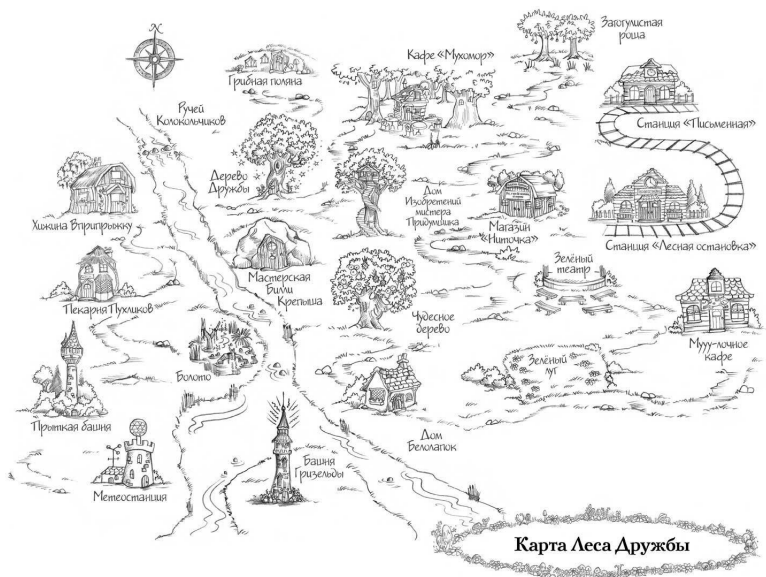 N
Загогулистая
роща
Кафе «Мухомор»
Грибная поляна
Ручей
Колокольчиков
Станция «Письменная»
Дерево
Дружбы
Дом
Изобретений
мистера
Придумщика
Магазин
"Ниточка"
Хижина Вприпрыжку
Станция «Лесная остановка»
Мастерская
Билли
Крепыша
Зелёный
театр
Пекарня Пухликов
Чудесное
дерево
Мууу-лочное
кафе
Зелёный
луг
Болото
Прыткая башня
Дом
Белолапок
Башня
Гризельды
Метеостанция
Карта Леса Дружбы